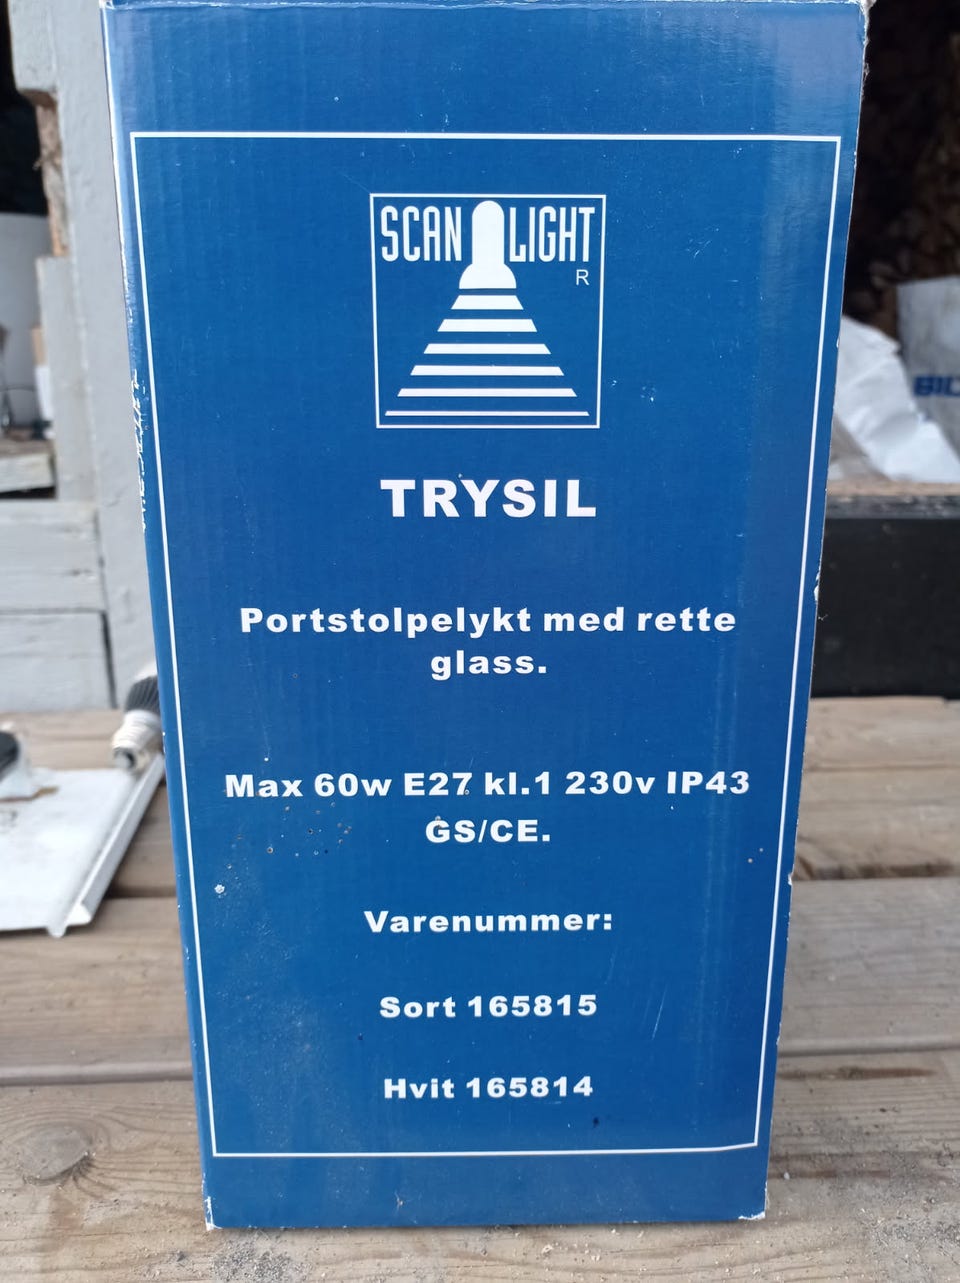 SCAN LIGHT
R
TRYSIL
Portstolpelykt med rette
glass.
Max 60w E27 kl.1 230v IP43
GS/CE.
Varenummer:
Sort 165815
Hvit 165814